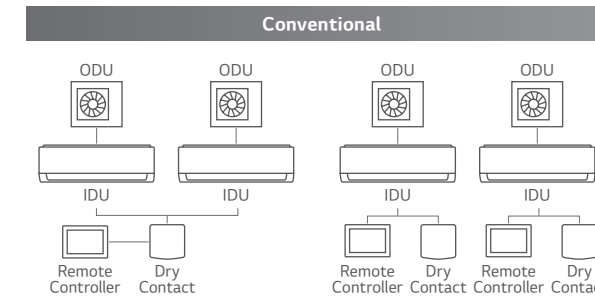 Conventional
ODU ODU ODU ODU
IDU IDU IDU IDU
Remote Dry Remote Dry Remote Dry
Controller Contact Controller Contact Controller Contac